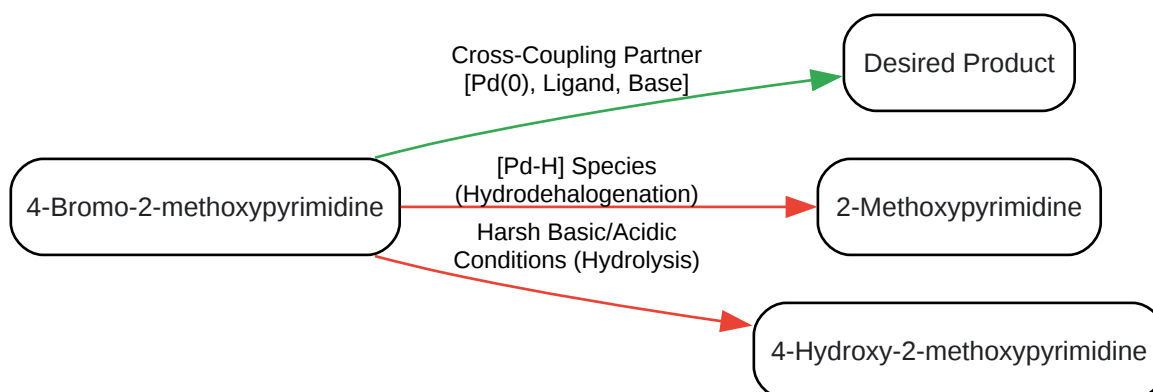 Cross-Coupling Partner
[Pd(0), Ligand, Base]
Desired Product
4-Bromo-2-methoxypyrimidine
[Pd-H] Species
(Hydrodehalogenation)
2-Methoxypyrimidine
Harsh Basic/Acidic
Conditions (Hydrolysis)
4-Hydroxy-2-methoxypyrimidine